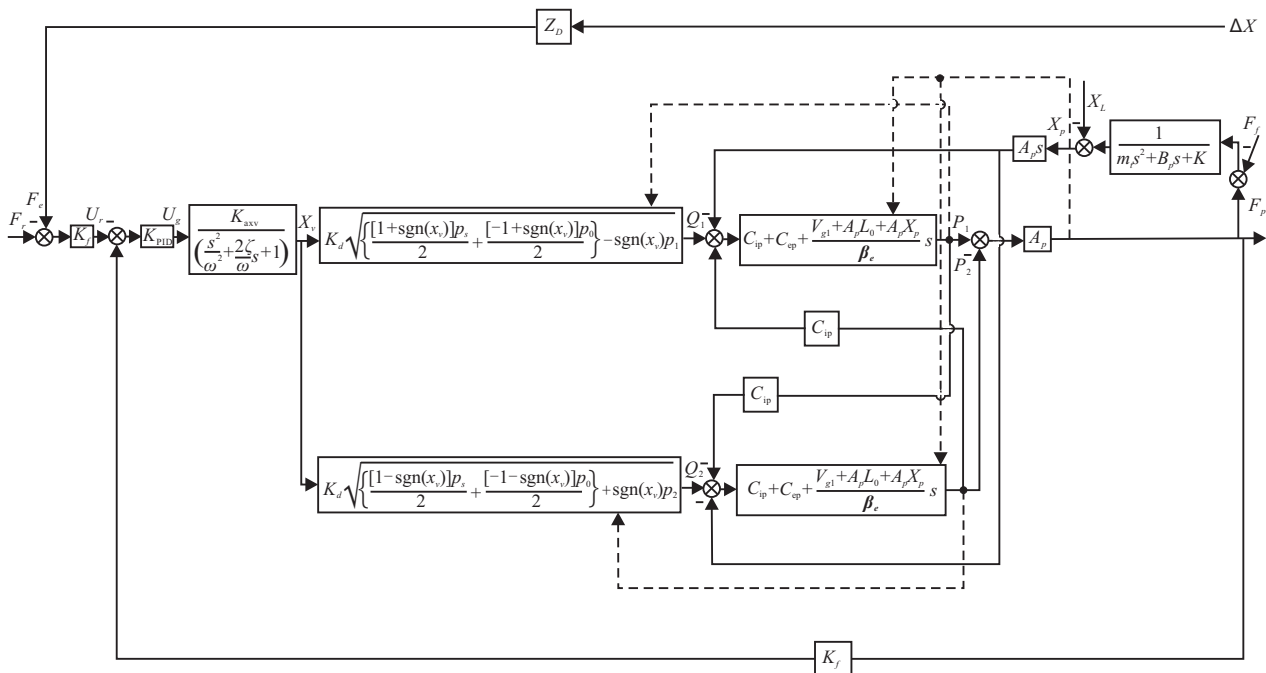 Z_D
ΔX
X_L
X_p
A_p s
1 / (m_t s² + B_p s + K)
F_f
F_p
F_e
F_r
K_f
U_r
K_PID
U_g
K_axv / (s²/ω² + 2ζ/ω s + 1)
X_v
K_d √{[1+sgn(x_v)]p_s / 2 + [-1+sgn(x_v)]p_0 / 2} - sgn(x_v)p_1
Q_1
C_ip + C_ep + (V_g1 + A_p L_0 + A_p X_p) / β_e s
P_1
P_2
A_p
C_ip
C_ip
K_d √{[1-sgn(x_v)]p_s / 2 + [-1-sgn(x_v)]p_0 / 2} + sgn(x_v)p_2
Q_2
C_ip + C_ep + (V_g1 + A_p L_0 + A_p X_p) / β_e s
K_f